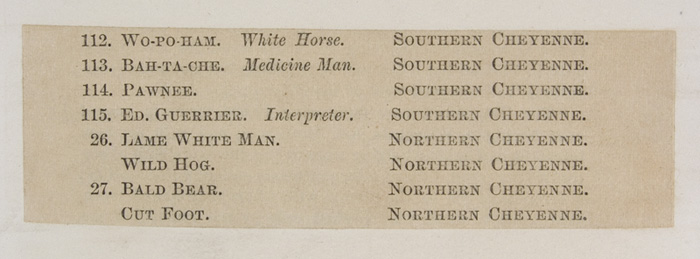 112. Wo-po-ham. White Horse. Southern Cheyenne.
113. Bah-ta-che. Medicine Man. Southern Cheyenne.
114. Pawnee. Southern Cheyenne.
115. Ed. Guerrier. Interpreter. Southern Cheyenne.
26. Lame White Man. Northern Cheyenne.
Wild Hog. Northern Cheyenne.
27. Bald Bear. Northern Cheyenne.
Cut Foot. Northern Cheyenne.